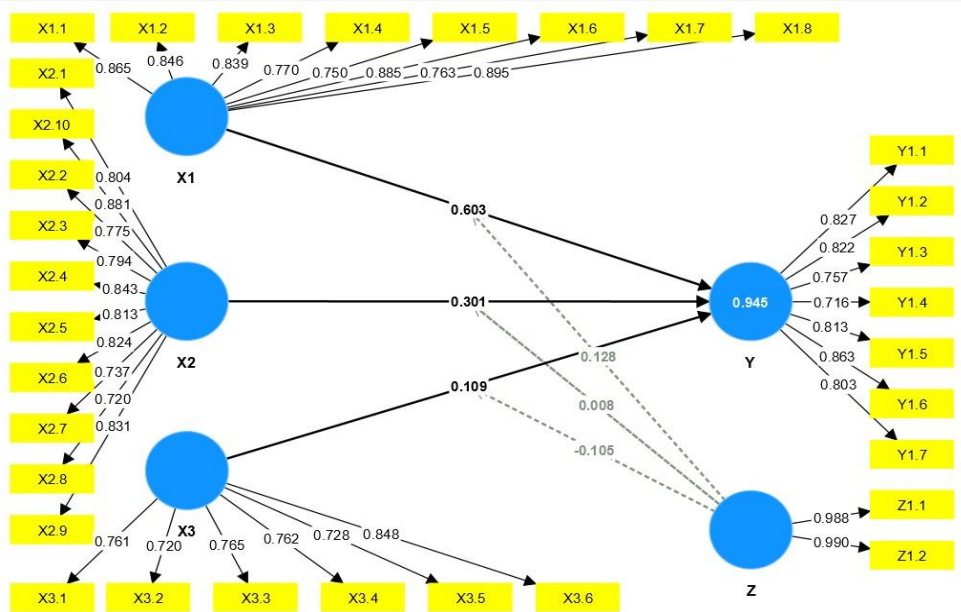 X1.1
X1.2
X1.3
X1.4
X1.5
X1.6
X1.7
X1.8
0.865
0.846
0.839
0.770
0.750
0.885
0.763
0.895
X1
X2.1
X2.10
X2.2
X2.3
X2.4
X2.5
X2.6
X2.7
X2.8
X2.9
0.804
0.881
0.775
0.794
0.843
0.813
0.824
0.737
0.720
0.831
X2
X3
0.761
0.720
0.765
0.762
0.728
0.848
X3.1
X3.2
X3.3
X3.4
X3.5
X3.6
0.603
0.301
0.109
0.128
0.008
-0.105
0.945
Y
0.827
0.822
0.757
0.716
0.813
0.863
0.803
Y1.1
Y1.2
Y1.3
Y1.4
Y1.5
Y1.6
Y1.7
Z
0.988
0.990
Z1.1
Z1.2